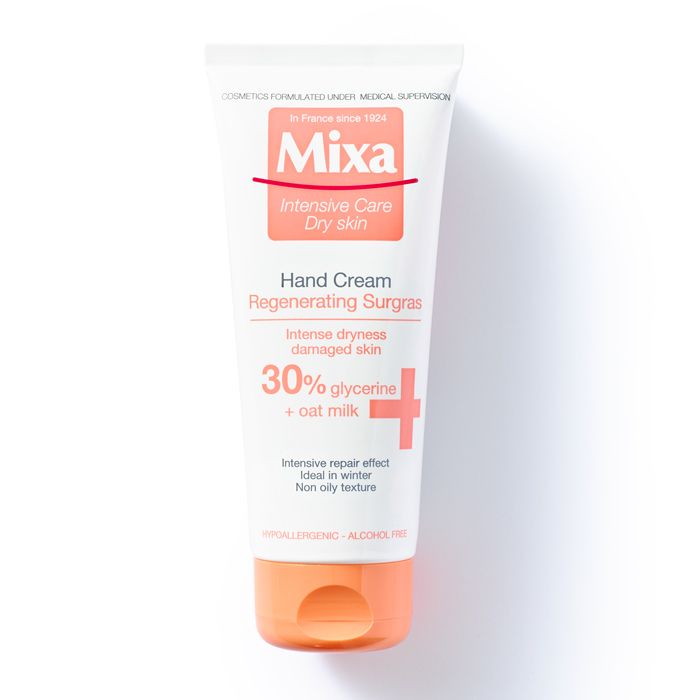 COSMETICS FORMULATED UNDER MEDICAL SUPERVISION
In France since 1924
Mixa
Intensive Care
Dry skin
Hand Cream
Regenerating Surgras
Intense dryness
damaged skin
30% glycerine
+ oat milk
Intensive repair effect
Ideal in winter
Non oily texture
HYPOALLERGENIC - ALCOHOL FREE